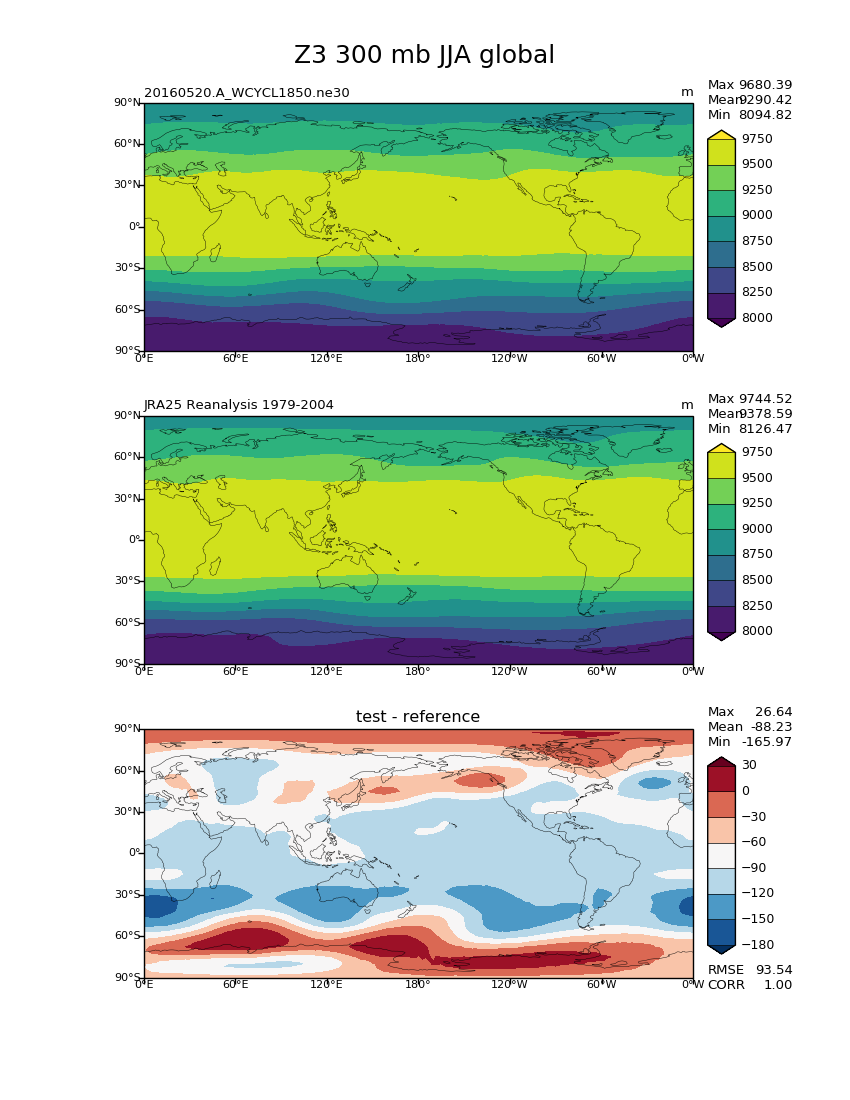 Z3 300 mb JJA global
20160520.A_WCYCL1850.ne30
m
Max 9680.39
Mean 9290.42
Min 8094.82
90°N
60°N
30°N
0°
30°S
60°S
90°S
0°E 60°E 120°E 180° 120°W 60°W 0°W
9750
9500
9250
9000
8750
8500
8250
8000
JRA25 Reanalysis 1979-2004
m
Max 9744.52
Mean 9378.59
Min 8126.47
90°N
60°N
30°N
0°
30°S
60°S
90°S
0°E 60°E 120°E 180° 120°W 60°W 0°W
9750
9500
9250
9000
8750
8500
8250
8000
test - reference
Max 26.64
Mean -88.23
Min -165.97
90°N
60°N
30°N
0°
30°S
60°S
90°S
0°E 60°E 120°E 180° 120°W 60°W 0°W
30
0
−30
−60
−90
−120
−150
−180
RMSE 93.54
CORR 1.00